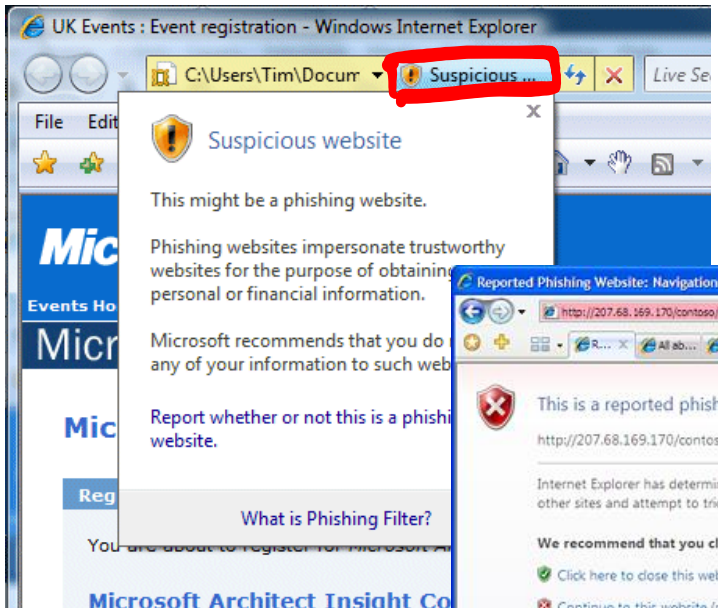 UK Events : Event registration - Windows Internet Explorer
C:\Users\Tim\Docum
Suspicious ...
Live Se
File Edit
Suspicious website
This might be a phishing website.
Phishing websites impersonate trustworthy
websites for the purpose of obtaining
personal or financial information.
Microsoft recommends that you do
any of your information to such web
Report whether or not this is a phishi
website.
What is Phishing Filter?
Mic
Events Ho
Micr
Mic
Reg
You are about to register for Microsoft A
Microsoft Architect Insight Co
Reported Phishing Website: Navigation
http://207.68.169.170/contoso/
R... All ab...
This is a reported phish
http://207.68.169.170/contos
Internet Explorer has determi
other sites and attempt to tri
We recommend that you cl
Click here to close this web
Continue to this website